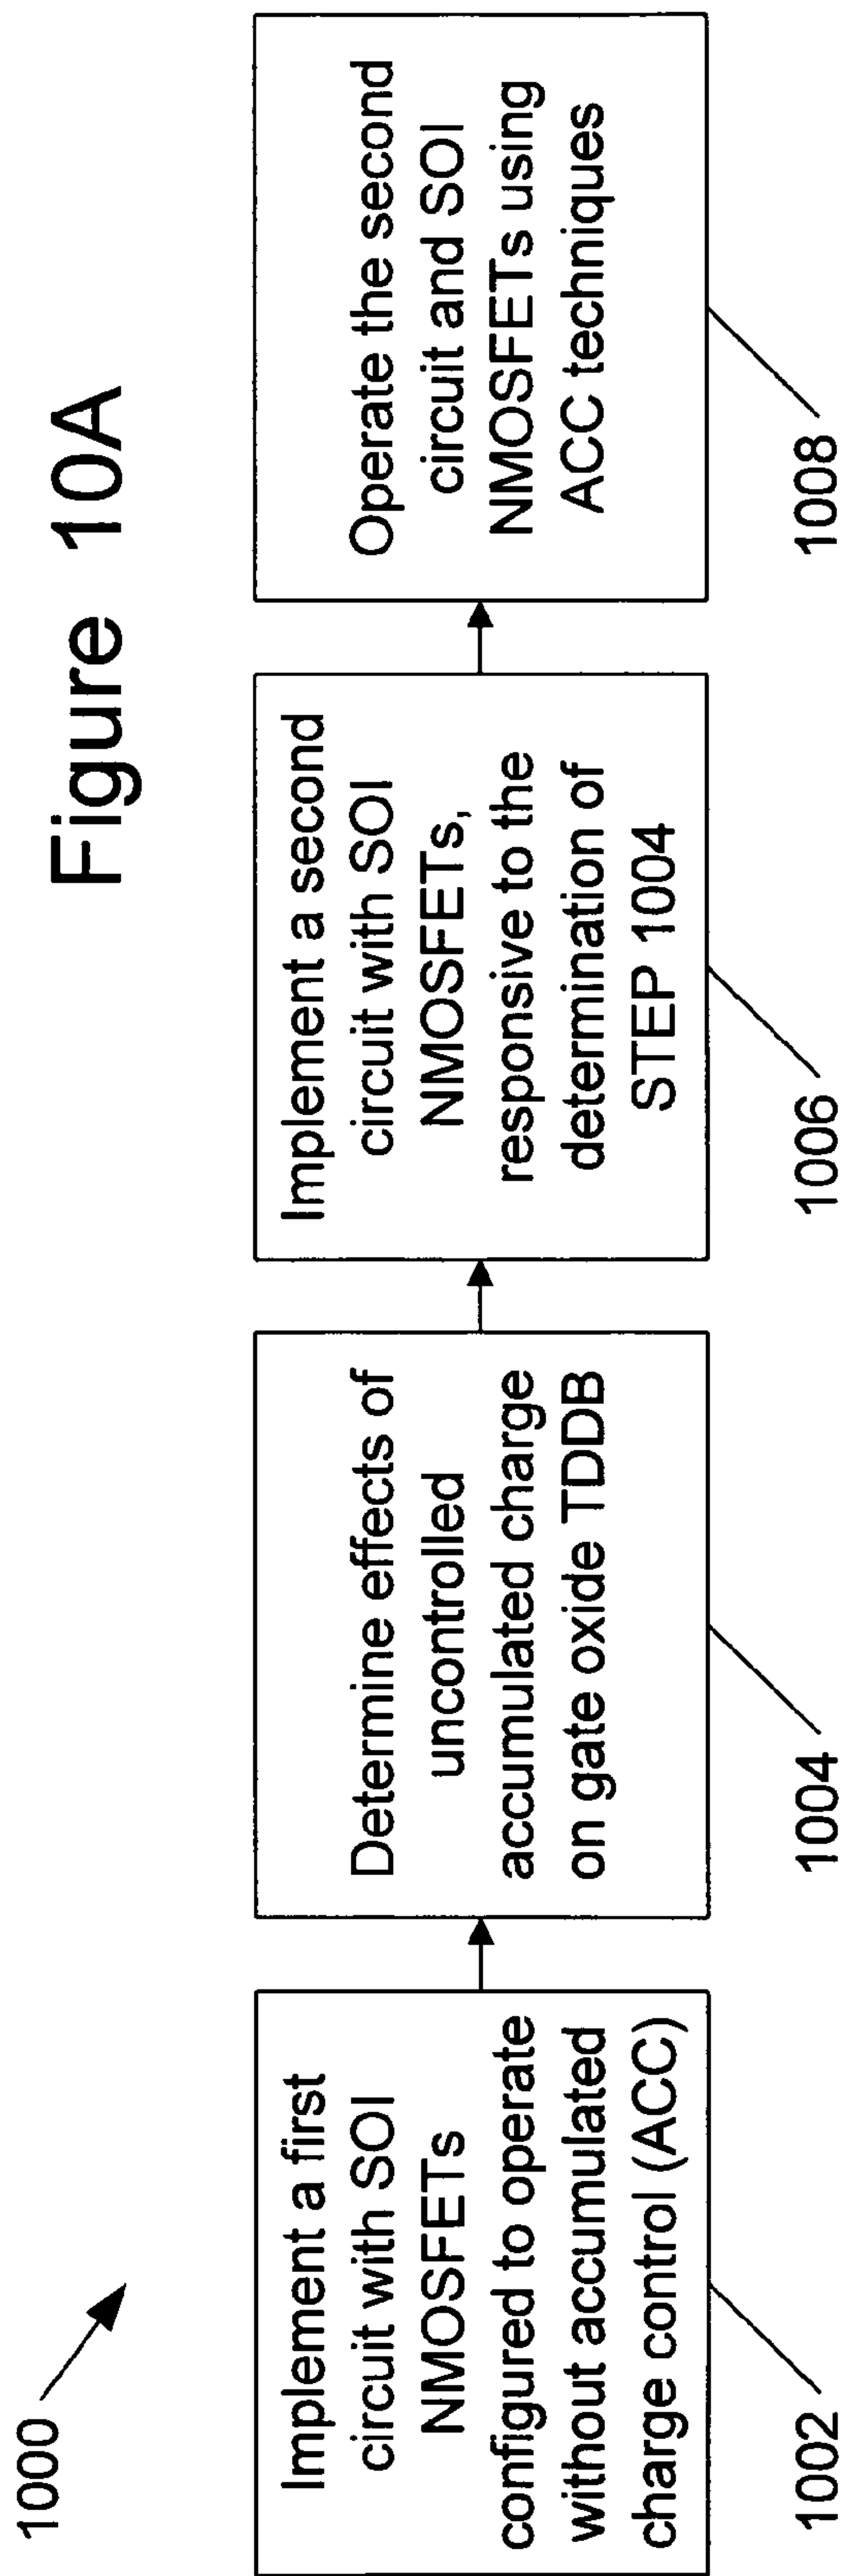 Figure 10A
1000
Implement a first
circuit with SOI
NMOSFETs
configured to operate
without accumulated
charge control (ACC)
1002
Determine effects of
uncontrolled
accumulated charge
on gate oxide TDDB
1004
Implement a second
circuit with SOI
NMOSFETs,
responsive to the
determination of
STEP 1004
1006
Operate the second
circuit and SOI
NMOSFETs using
ACC techniques
1008